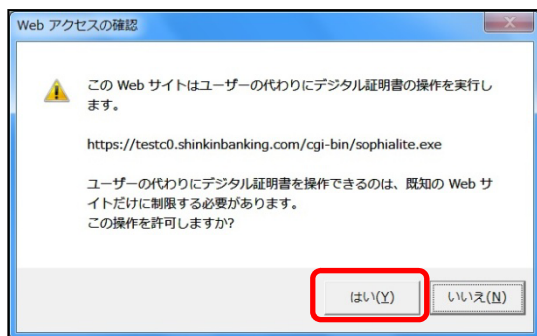 Web アクセスの確認
この Web サイトはユーザーの代わりにデジタル証明書の操作を実行し
ます。
https://testc0.shinkinbanking.com/cgi-bin/sophialite.exe
ユーザーの代わりにデジタル証明書を操作できるのは、既知の Web サ
イトだけに制限する必要があります。
この操作を許可しますか?
はい(Y) いいえ(N)